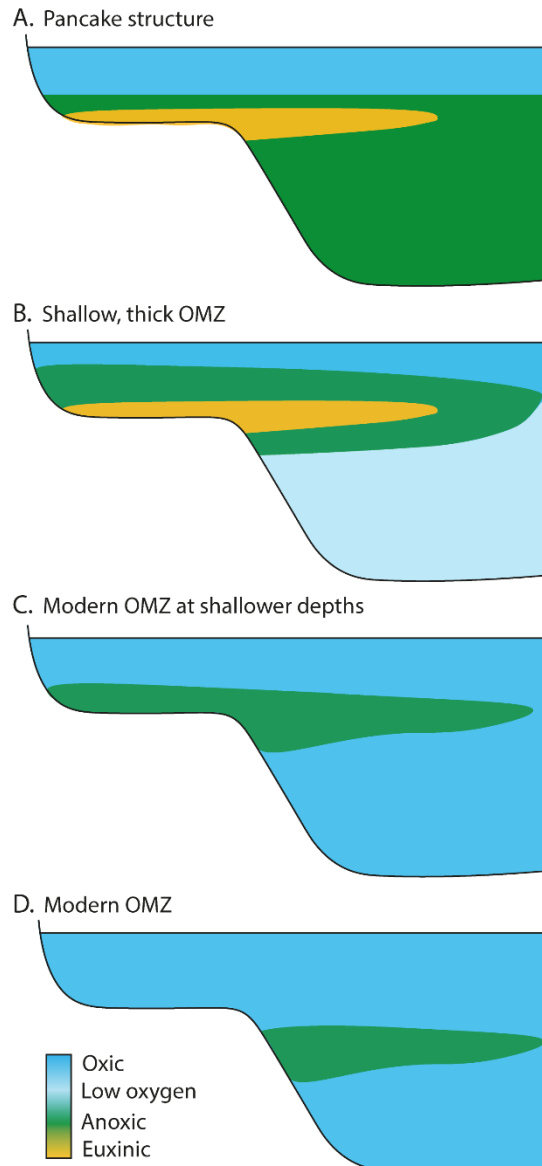 A. Pancake structure
B. Shallow, thick OMZ
C. Modern OMZ at shallower depths
D. Modern OMZ
Oxic
Low oxygen
Anoxic
Euxinic